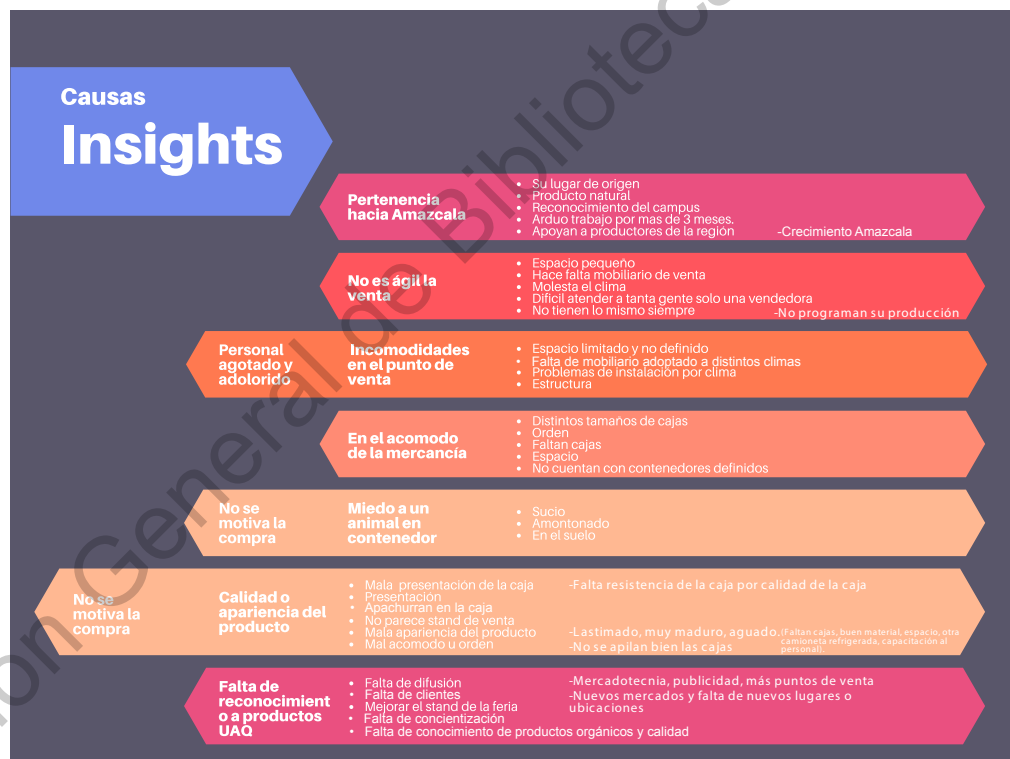 Causas
Insights
Pertenencia
hacia Amazcala
• Su lugar de origen
• Producto natural
• Reconocimiento del campus
• Arduo trabajo por mas de 3 meses.
• Apoyan a productores de la región
-Crecimiento Amazcala
No es ágil la
venta
• Espacio pequeño
• Hace falta mobiliario de venta
• Molesta el clima
• Dificil atender a tanta gente solo una vendedora
• No tienen lo mismo siempre
-No programan su producción
Personal
agotado y
adolorido
Incomodidades
en el punto de
venta
• Espacio limitado y no definido
• Falta de mobiliario adoptado a distintos climas
• Problemas de instalación por clima
• Estructura
En el acomodo
de la mercancía
• Distintos tamaños de cajas
• Orden
• Faltan cajas
• Espacio
• No cuentan con contenedores definidos
No se
motiva la
compra
Miedo a un
animal en
contenedor
• Sucio
• Amontonado
• En el suelo
No se
motiva la
compra
Calidad o
apariencia del
producto
• Mala presentación de la caja
• Presentación
• Apachurran en la caja
• No parece stand de venta
• Mala apariencia del producto
• Mal acomodo u orden
-Falta resistencia de la caja por calidad de la caja
-Lastimado, muy maduro, aguado.
(Faltan cajas, buen material, espacio, otra
camioneta refrigerada, capacitación al
personal).
-No se apilan bien las cajas
Falta de
reconocimient
o a productos
UAQ
• Falta de difusión
• Falta de clientes
• Mejorar el stand de la feria
• Falta de concientización
• Falta de conocimiento de productos orgánicos y calidad
-Mercadotecnia, publicidad, más puntos de venta
-Nuevos mercados y falta de nuevos lugares o
ubicaciones
General de